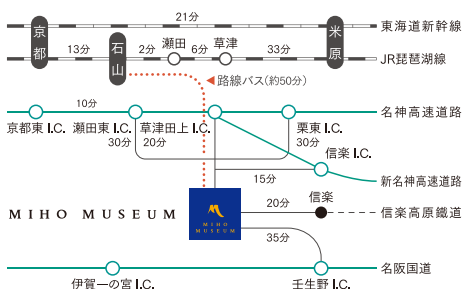 21分
東海道新幹線
京都
石山
米原
13分
2分
瀬田
6分
草津
33分
JR琵琶湖線
路線バス(約50分)
10分
名神高速道路
京都東 I.C.
瀬田東 I.C.
草津田上 I.C.
栗東 I.C.
30分
20分
30分
信楽 I.C.
15分
新名神高速道路
MIHO MUSEUM
MIHO
MUSEUM
20分
信楽
信楽高原鐵道
35分
名阪国道
伊賀一の宮 I.C.
壬生野 I.C.